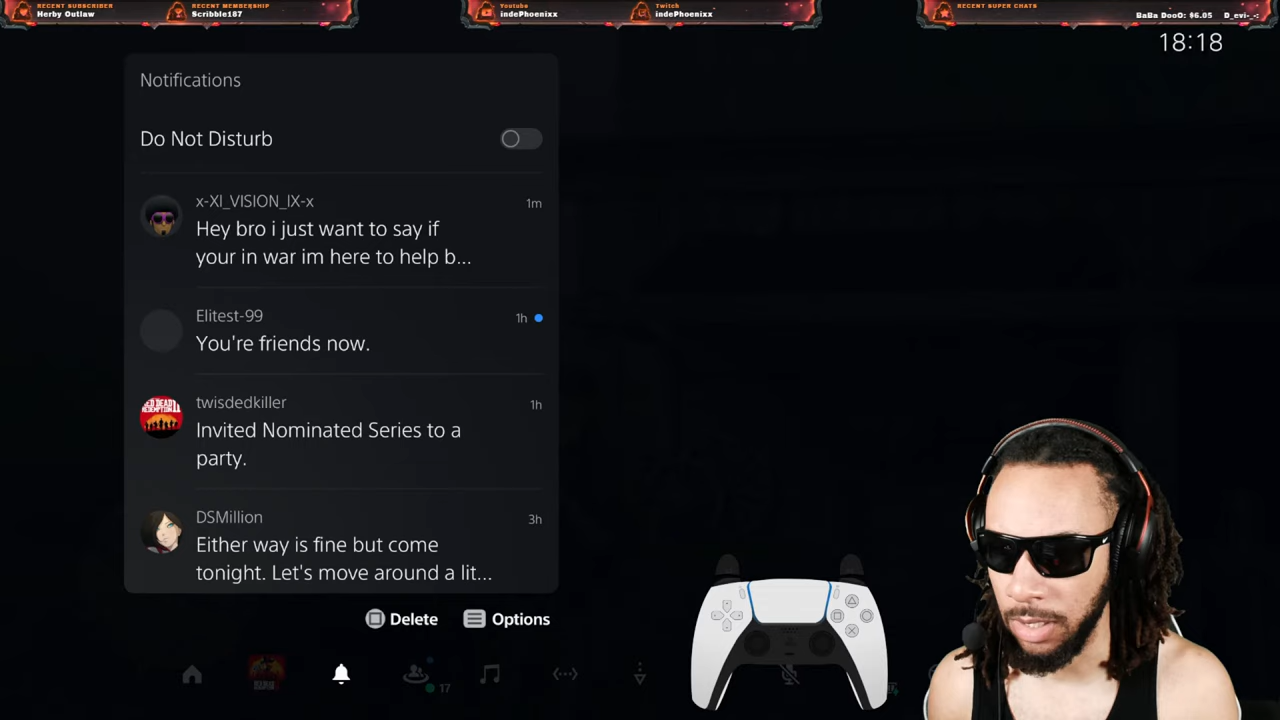 RECENT SUBSCRIBER
Herby Outlaw
RECENT MEMBERSHIP
Scribble187
Youtube
indePhoenixx
Twitch
indePhoenixx
RECENT SUPER CHATS
BaBa DooO: $6.05 D_evi-_-:
18:18
Notifications
Do Not Disturb
x-XI_VISION_IX-x
1m
Hey bro i just want to say if
your in war im here to help b...
Elitest-99
1h
You're friends now.
twisdedkiller
1h
Invited Nominated Series to a
party.
DSMillion
3h
Either way is fine but come
tonight. Let's move around a lit...
Delete
Options
17